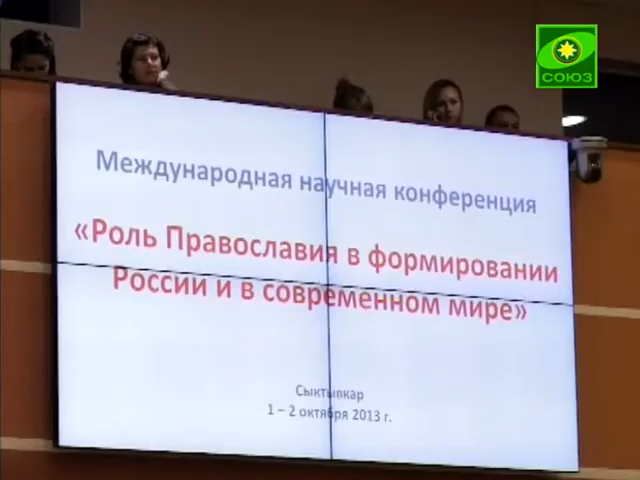 СОЮЗ
Международная научная конференция
«Роль Православия в формировании
России и в современном мире»
Сыктывкар
1 – 2 октября 2013 г.